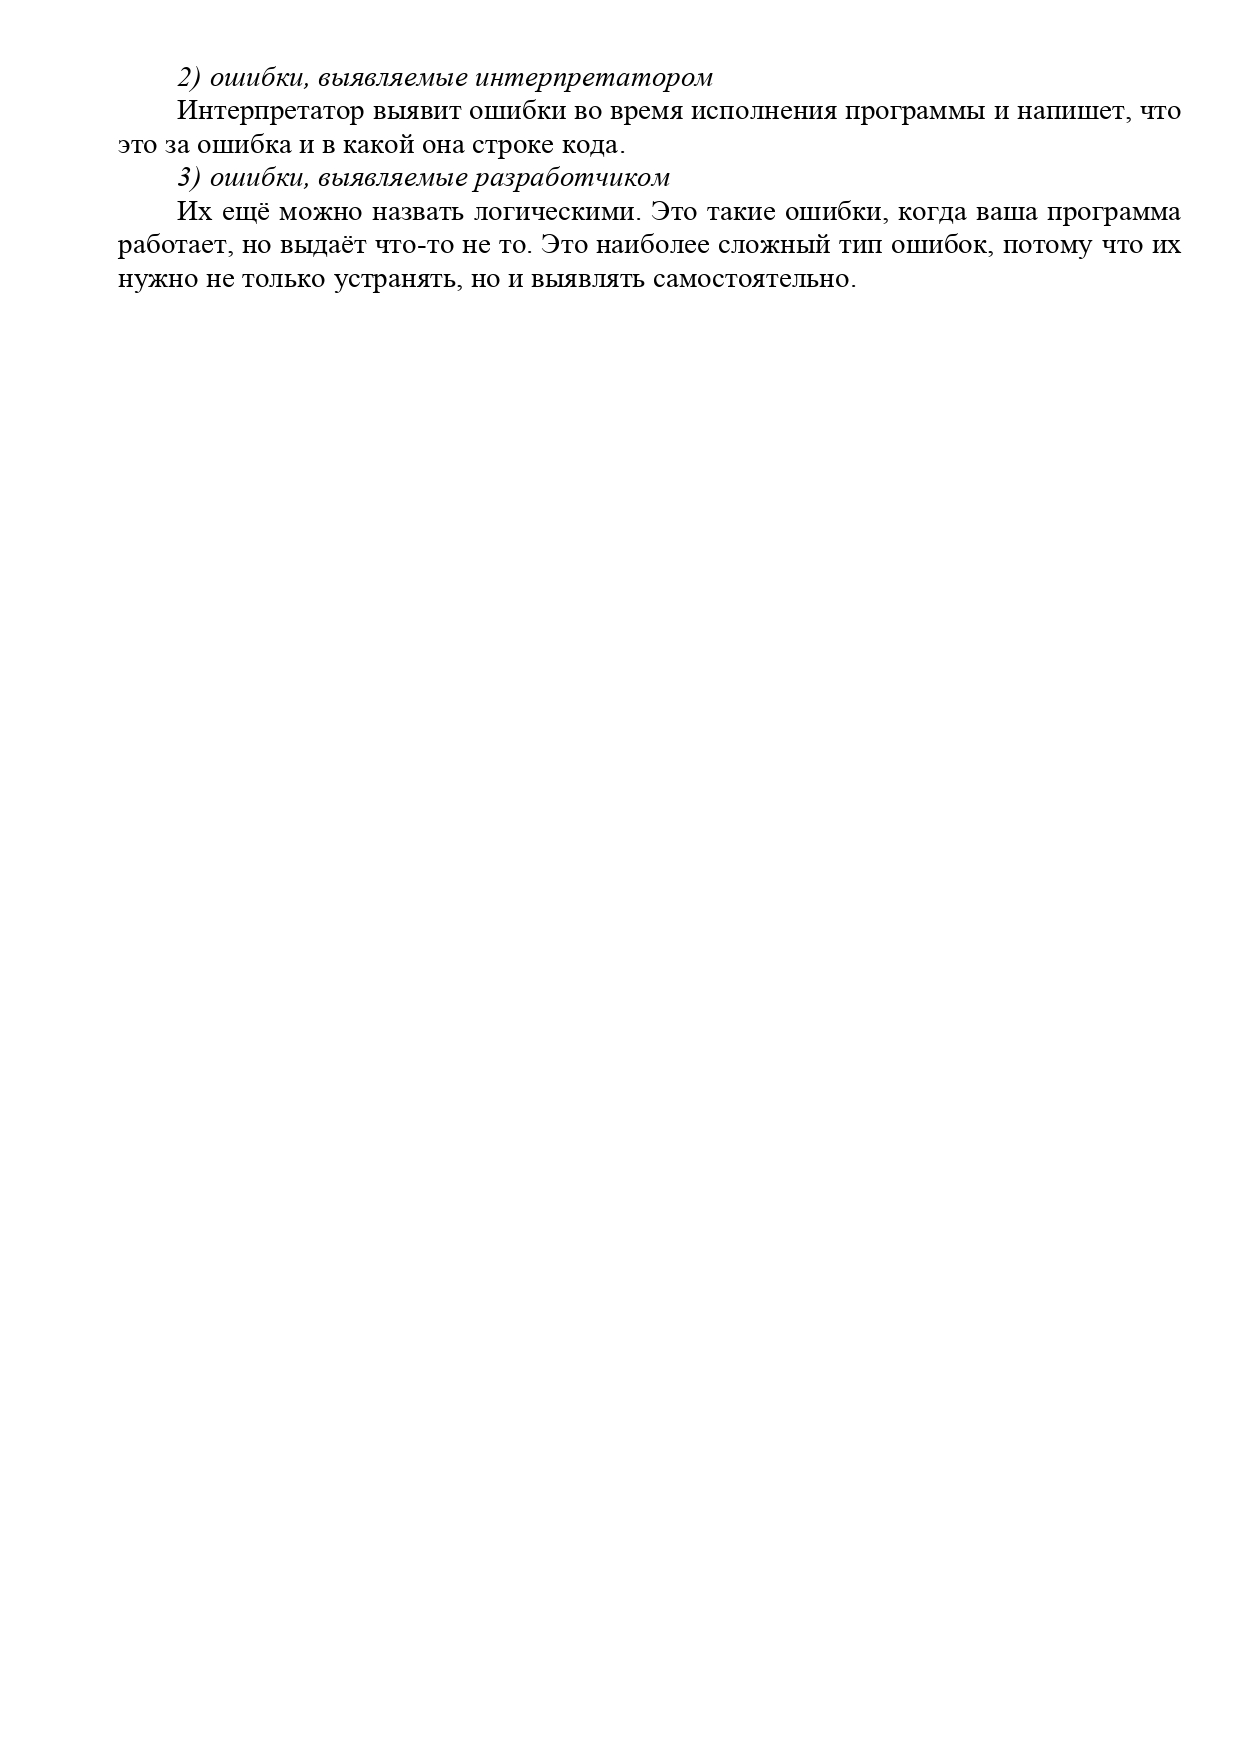 2) ошибки, выявляемые интерпретатором
Интерпретатор выявит ошибки во время исполнения программы и напишет, что
это за ошибка и в какой она строке кода.
3) ошибки, выявляемые разработчиком
Их ещё можно назвать логическими. Это такие ошибки, когда ваша программа
работает, но выдаёт что-то не то. Это наиболее сложный тип ошибок, потому что их
нужно не только устранять, но и выявлять самостоятельно.